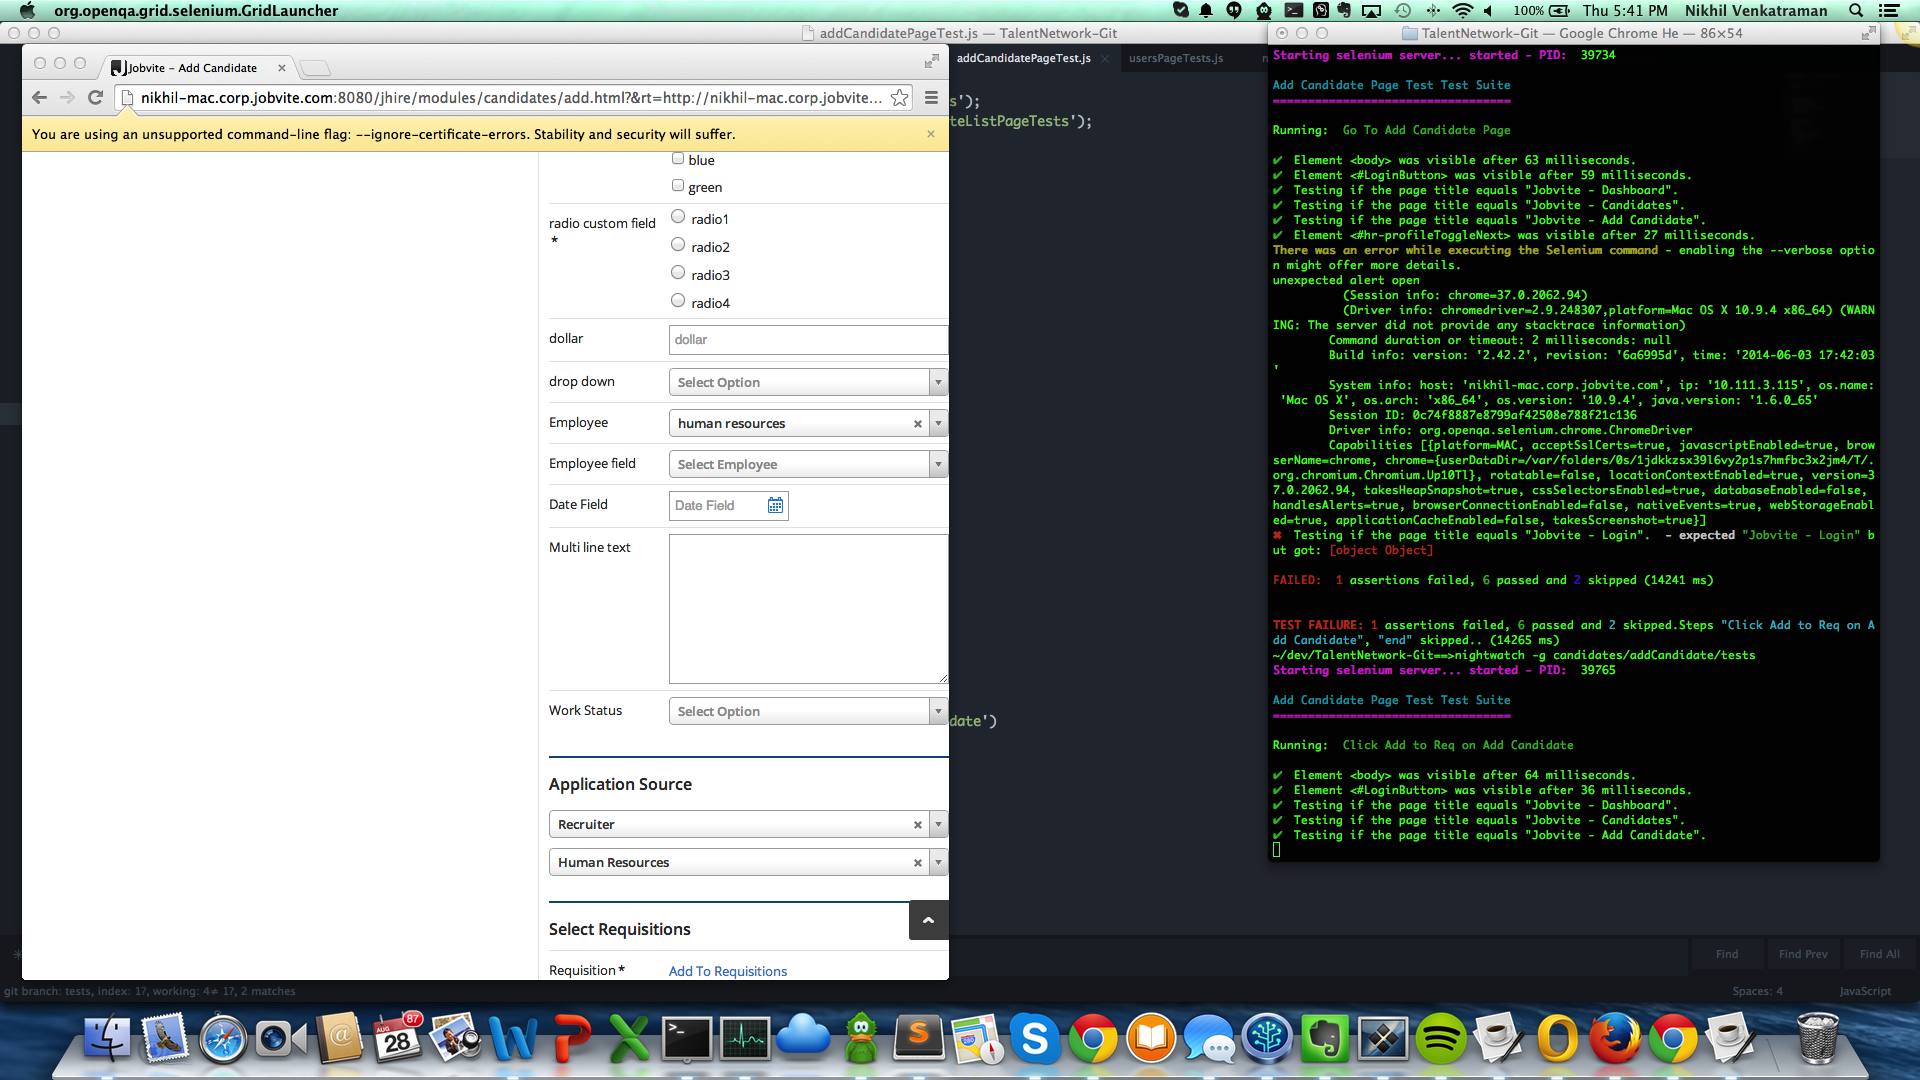 org.openqa.grid.selenium.GridLauncher
100%
Thu 5:41 PM
Nikhil Venkatraman
addCandidatePageTest.js — TalentNetwork-Git
Jobvite – Add Candidate
nikhil-mac.corp.jobvite.com:8080/jhire/modules/candidates/add.html?&rt=http://nikhil-mac.corp.jobvite...
You are using an unsupported command-line flag: --ignore-certificate-errors. Stability and security will suffer.
blue
green
radio custom field
*
radio1
radio2
radio3
radio4
dollar
dollar
drop down
Select Option
Employee
human resources
Employee field
Select Employee
Date Field
Date Field
Multi line text
Work Status
Select Option
Application Source
Recruiter
Human Resources
Select Requisitions
Requisition *
Add To Requisitions
addCandidatePageTest.js
usersPageTests.js
s');
teListPageTests');
date')
TalentNetwork-Git — Google Chrome He — 86×54
Starting selenium server... started - PID:  39734
Add Candidate Page Test Test Suite
==================================
Running:  Go To Add Candidate Page
✔  Element <body> was visible after 63 milliseconds.
✔  Element <#LoginButton> was visible after 59 milliseconds.
✔  Testing if the page title equals "Jobvite - Dashboard".
✔  Testing if the page title equals "Jobvite - Candidates".
✔  Testing if the page title equals "Jobvite - Add Candidate".
✔  Element <#hr-profileToggleNext> was visible after 27 milliseconds.
There was an error while executing the Selenium command - enabling the --verbose optio
n might offer more details.
unexpected alert open
(Session info: chrome=37.0.2062.94)
(Driver info: chromedriver=2.9.248307,platform=Mac OS X 10.9.4 x86_64) (WARN
ING: The server did not provide any stacktrace information)
Command duration or timeout: 2 milliseconds: null
Build info: version: '2.42.2', revision: '6a6995d', time: '2014-06-03 17:42:03
'
System info: host: 'nikhil-mac.corp.jobvite.com', ip: '10.111.3.115', os.name:
'Mac OS X', os.arch: 'x86_64', os.version: '10.9.4', java.version: '1.6.0_65'
Session ID: 0c74f8887e8799af42508e788f21c136
Driver info: org.openqa.selenium.chrome.ChromeDriver
Capabilities [{platform=MAC, acceptSslCerts=true, javascriptEnabled=true, brow
serName=chrome, chrome={userDataDir=/var/folders/0s/1jdkkzsx39l6vy2p1s7hmfbc3x2jm4/T/.
org.chromium.Chromium.Up10Tl}, rotatable=false, locationContextEnabled=true, version=3
7.0.2062.94, takesHeapSnapshot=true, cssSelectorsEnabled=true, databaseEnabled=false,
handlesAlerts=true, browserConnectionEnabled=false, nativeEvents=true, webStorageEnabl
ed=true, applicationCacheEnabled=false, takesScreenshot=true}]
✖  Testing if the page title equals "Jobvite - Login".  - expected "Jobvite - Login" b
ut got: [object Object]
FAILED:  1 assertions failed, 6 passed and 2 skipped (14241 ms)
TEST FAILURE: 1 assertions failed, 6 passed and 2 skipped.Steps "Click Add to Req on A
dd Candidate", "end" skipped.. (14265 ms)
~/dev/TalentNetwork-Git==>nightwatch -g candidates/addCandidate/tests
Starting selenium server... started - PID:  39765
Add Candidate Page Test Test Suite
==================================
Running:  Click Add to Req on Add Candidate
✔  Element <body> was visible after 64 milliseconds.
✔  Element <#LoginButton> was visible after 36 milliseconds.
✔  Testing if the page title equals "Jobvite - Dashboard".
✔  Testing if the page title equals "Jobvite - Candidates".
✔  Testing if the page title equals "Jobvite - Add Candidate".
Find
Find Prev
Find All
git branch: tests, index: 1?, working: 4≠ 1?, 2 matches
Spaces: 4
JavaScript
AUG
28
87